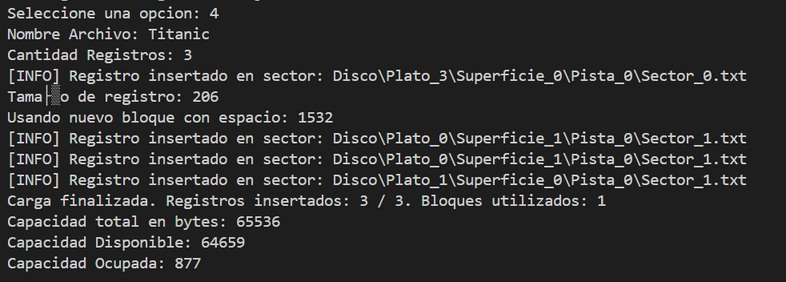 Seleccione una opcion: 4
Nombre Archivo: Titanic
Cantidad Registros: 3
[INFO] Registro insertado en sector: Disco\Plato_3\Superficie_0\Pista_0\Sector_0.txt
Tama├▒o de registro: 206
Usando nuevo bloque con espacio: 1532
[INFO] Registro insertado en sector: Disco\Plato_0\Superficie_1\Pista_0\Sector_1.txt
[INFO] Registro insertado en sector: Disco\Plato_0\Superficie_1\Pista_0\Sector_1.txt
[INFO] Registro insertado en sector: Disco\Plato_1\Superficie_0\Pista_0\Sector_1.txt
Carga finalizada. Registros insertados: 3 / 3. Bloques utilizados: 1
Capacidad total en bytes: 65536
Capacidad Disponible: 64659
Capacidad Ocupada: 877